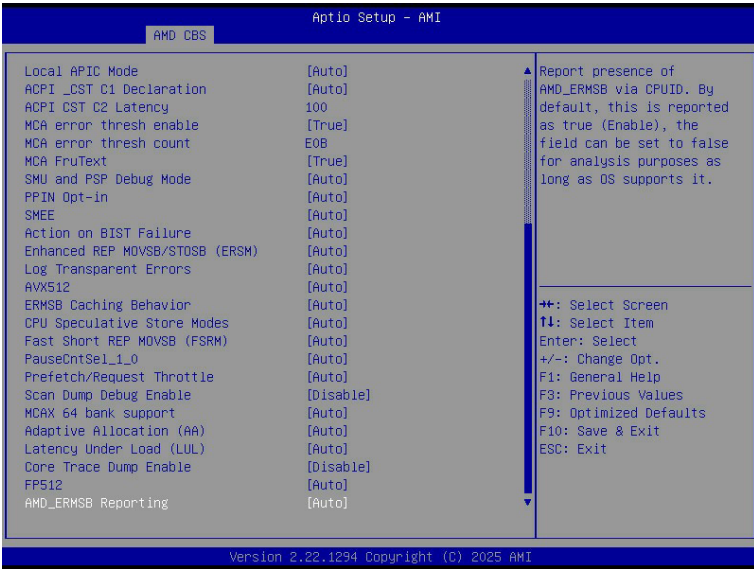 Aptio Setup – AMI
AMD CBS
Local APIC Mode [Auto]
ACPI _CST C1 Declaration [Auto]
ACPI CST C2 Latency 100
MCA error thresh enable [True]
MCA error thresh count E0B
MCA FruText [True]
SMU and PSP Debug Mode [Auto]
PPIN Opt-in [Auto]
SMEE [Auto]
Action on BIST Failure [Auto]
Enhanced REP MOVSB/STOSB (ERSM) [Auto]
Log Transparent Errors [Auto]
AVX512 [Auto]
ERMSB Caching Behavior [Auto]
CPU Speculative Store Modes [Auto]
Fast Short REP MOVSB (FSRM) [Auto]
PauseCntSel_1_0 [Auto]
Prefetch/Request Throttle [Auto]
Scan Dump Debug Enable [Disable]
MCAX 64 bank support [Auto]
Adaptive Allocation (AA) [Auto]
Latency Under Load (LUL) [Auto]
Core Trace Dump Enable [Disable]
FP512 [Auto]
AMD_ERMSB Reporting [Auto]
Report presence of
AMD_ERMSB via CPUID. By
default, this is reported
as true (Enable), the
field can be set to false
for analysis purposes as
long as OS supports it.
→←: Select Screen
↑↓: Select Item
Enter: Select
+/-: Change Opt.
F1: General Help
F3: Previous Values
F9: Optimized Defaults
F10: Save & Exit
ESC: Exit
Version 2.22.1294 Copyright (C) 2025 AMI